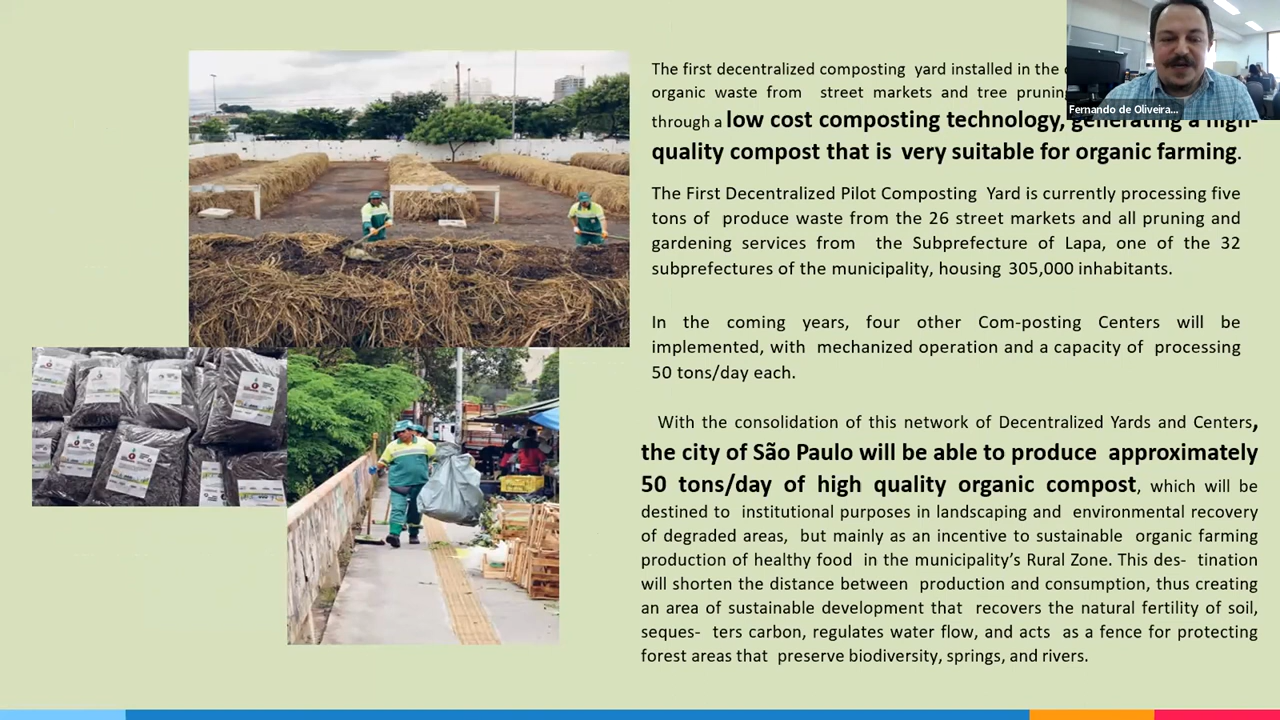 The first decentralized composting yard installed in the
organic waste from street markets and tree
through a low cost composting technology, generating a high-
quality compost that is very suitable for organic farming.
The First Decentralized Pilot Composting Yard is currently processing five
tons of produce waste from the 26 street markets and all pruning and
gardening services from the Subprefecture of Lapa, one of the 32
subprefectures of the municipality, housing 305,000 inhabitants.
In the coming years, four other Com-posting Centers will be
implemented, with mechanized operation and a capacity of processing
50 tons/day each.
With the consolidation of this network of Decentralized Yards and Centers,
the city of São Paulo will be able to produce approximately
50 tons/day of high quality organic compost, which will be
destined to institutional purposes in landscaping and environmental recovery
of degraded areas, but mainly as an incentive to sustainable organic farming
production of healthy food in the municipality’s Rural Zone. This des- tination
will shorten the distance between production and consumption, thus creating
an area of sustainable development that recovers the natural fertility of soil,
seques- ters carbon, regulates water flow, and acts as a fence for protecting
forest areas that preserve biodiversity, springs, and rivers.
Fernando de Oliveira...